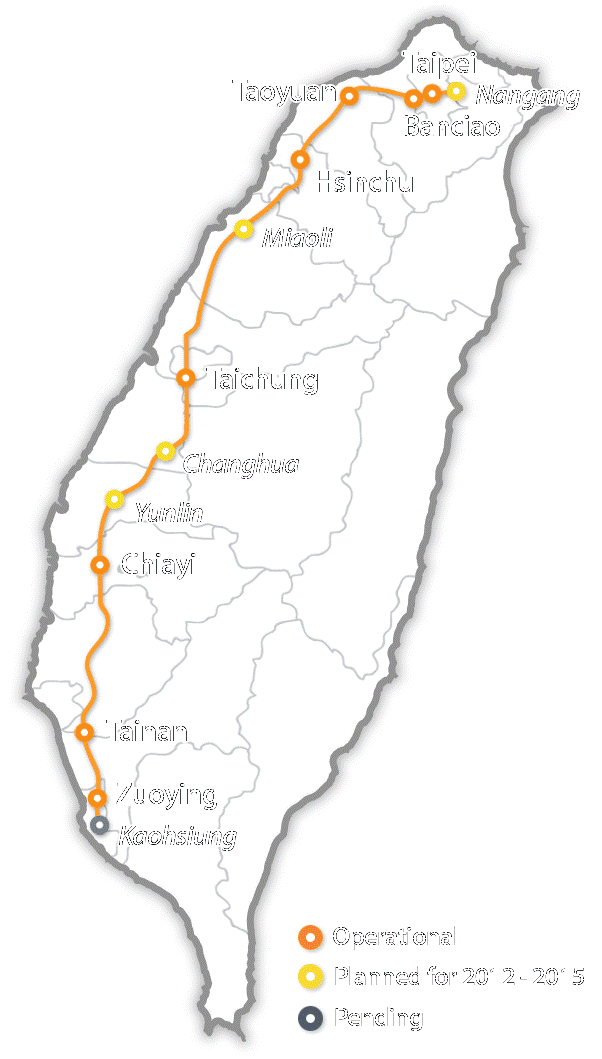 Taipei
Taoyuan
Nangang
Banciao
Hsinchu
Miaoli
Taichung
Changhua
Yunlin
Chiayi
Tainan
Zuoying
Kaohsiung
Operational
Planned for 2012 - 2015
Pending